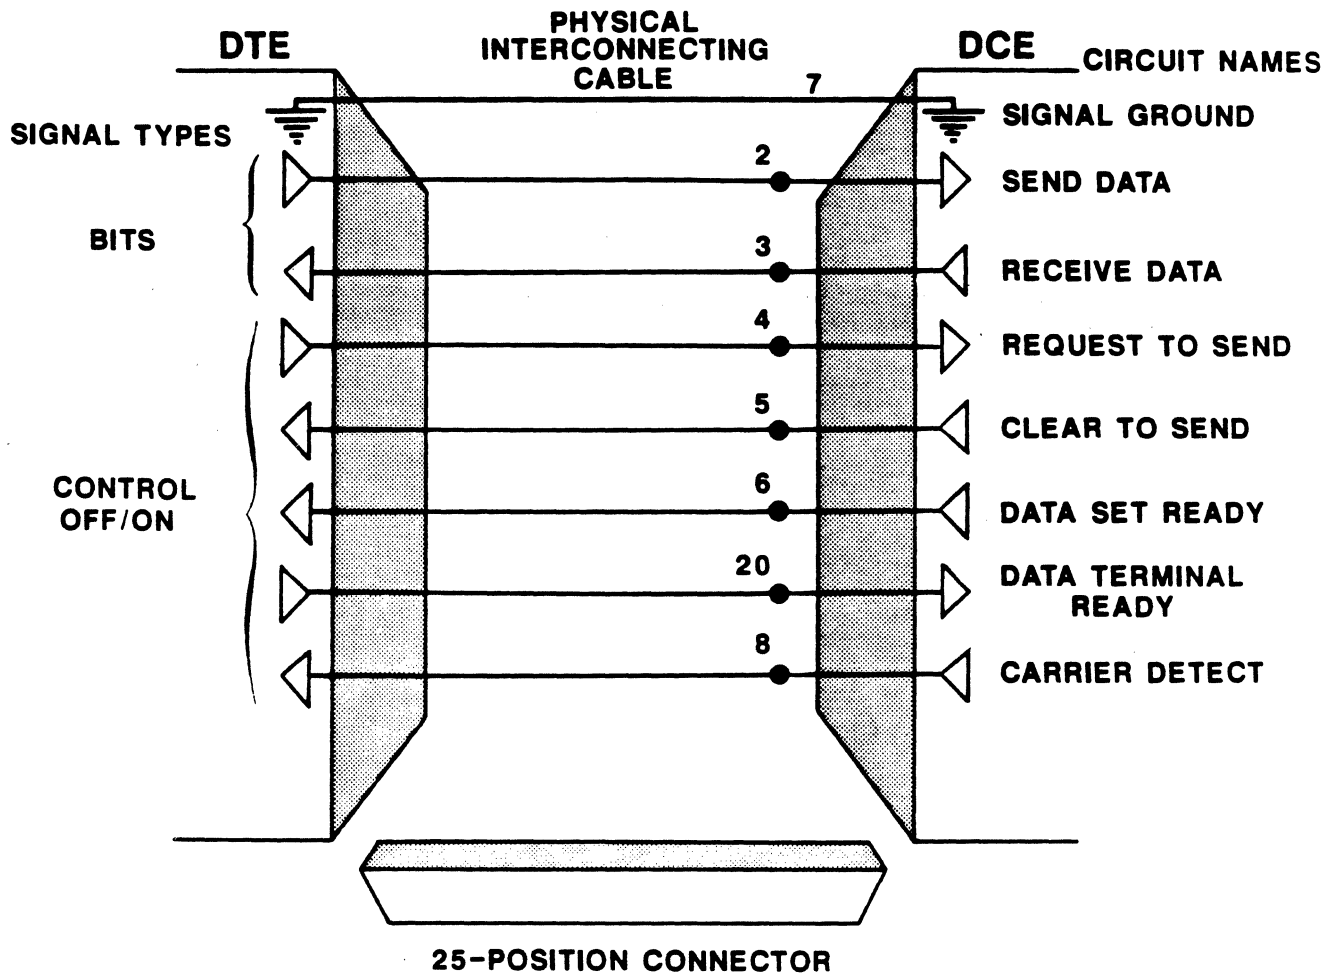 DTE
PHYSICAL
INTERCONNECTING
CABLE
DCE
CIRCUIT NAMES
7
SIGNAL GROUND
SIGNAL TYPES
2
SEND DATA
BITS
3
RECEIVE DATA
4
REQUEST TO SEND
5
CLEAR TO SEND
CONTROL
OFF/ON
6
DATA SET READY
20
DATA TERMINAL
READY
8
CARRIER DETECT
25-POSITION CONNECTOR